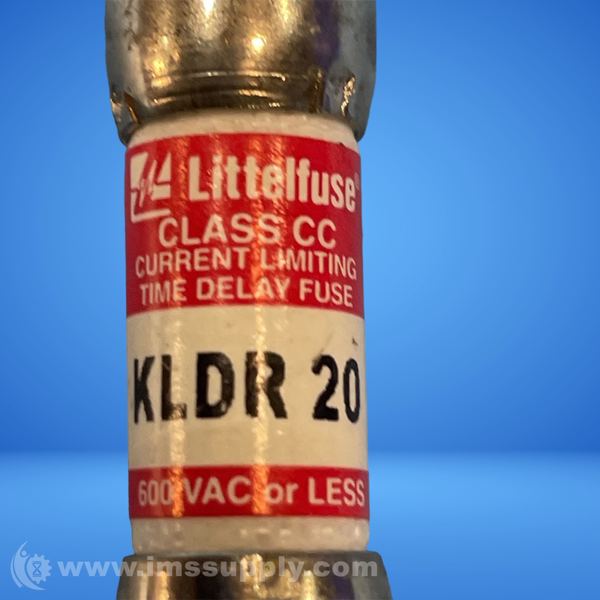 Littelfuse®
CLASS CC
CURRENT LIMITING
TIME DELAY FUSE
KLDR 20
600 VAC or LESS
www.imssupply.com